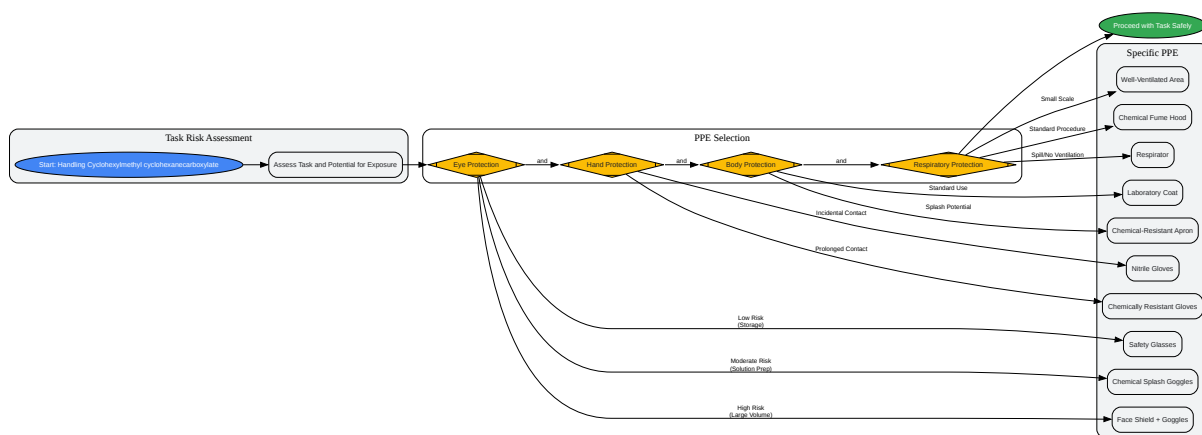 Proceed with Task Safely
Specific PPE
Well-Ventilated Area
Small Scale
Chemical Fume Hood
Standard Procedure
Task Risk Assessment
PPE Selection
Start: Handling Cyclohexylmethyl cyclohexanecarboxylate
Assess Task and Potential for Exposure
Eye Protection
and
Hand Protection
and
Body Protection
and
Respiratory Protection
Spill/No Ventilation
Respirator
Standard Use
Laboratory Coat
Splash Potential
Incidental Contact
Chemical-Resistant Apron
Prolonged Contact
Nitrile Gloves
Chemically Resistant Gloves
Low Risk
(Storage)
Safety Glasses
Moderate Risk
(Solution Prep)
Chemical Splash Goggles
High Risk
(Large Volume)
Face Shield + Goggles